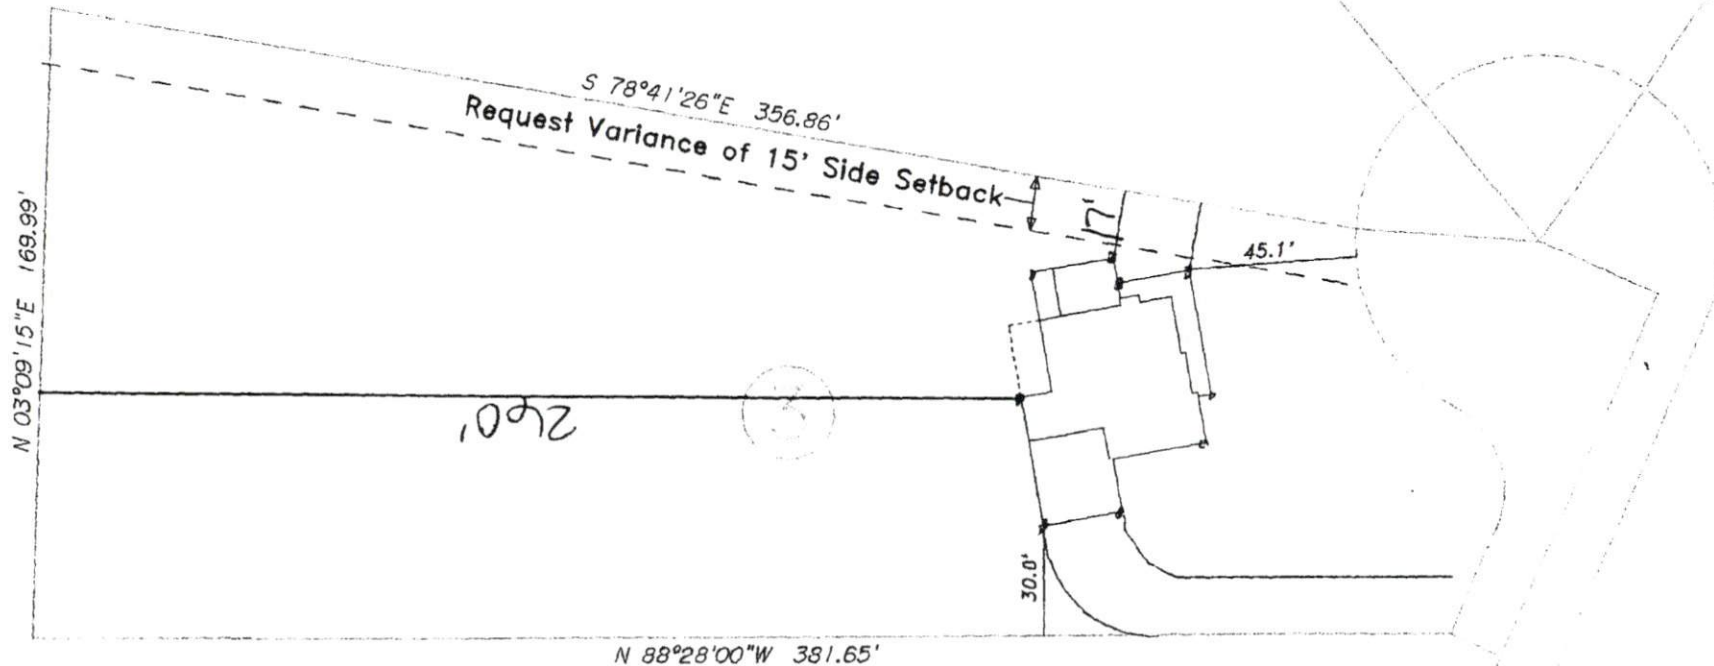 S 78°41'26"E 356.86'
Request Variance of 15' Side Setback
17'
45.1'
N 03°09'15"E 169.99'
260'
30.0'
N 88°28'00"W 381.65'